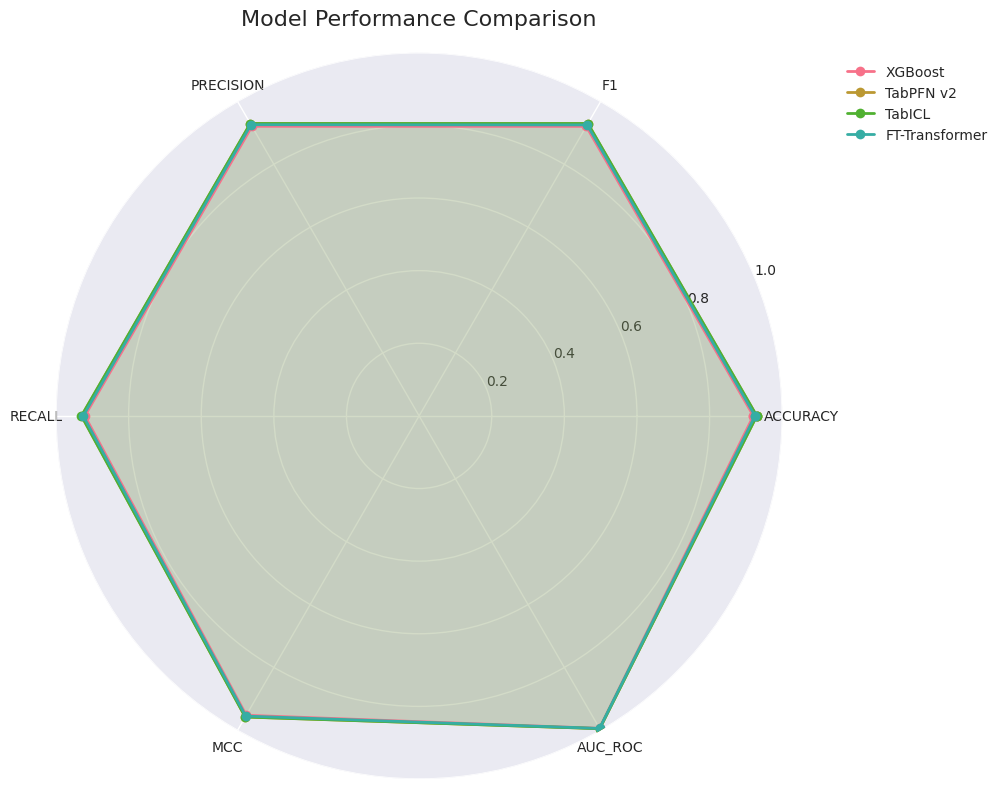 Model Performance Comparison
XGBoost
TabPFN v2
TabICL
FT-Transformer
PRECISION
F1
1.0
0.8
0.6
0.4
0.2
RECALL
ACCURACY
MCC
AUC_ROC